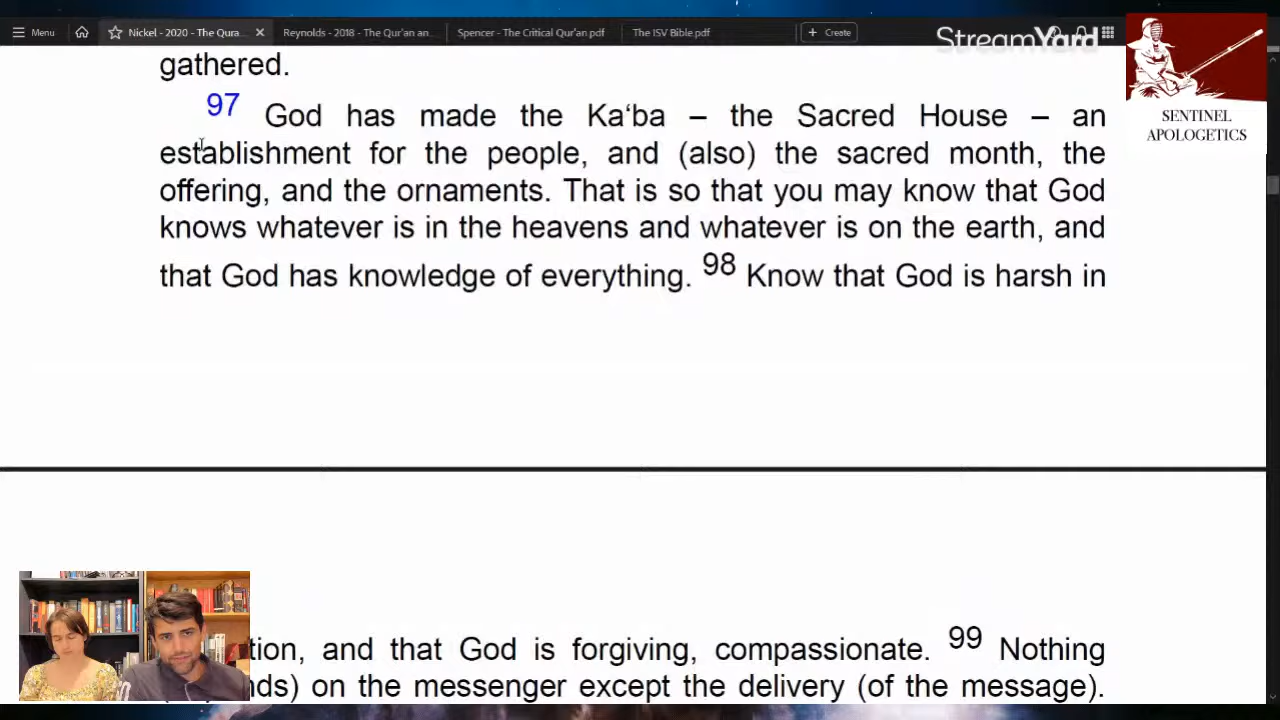 Menu
Nickel - 2020 - The Qura...
Reynolds - 2018 - The Qur'an an...
Spencer - The Critical Qur'an.pdf
The ISV Bible.pdf
+ Create
StreamYard
SENTINEL
APOLOGETICS
gathered.
97 God has made the Ka‘ba – the Sacred House – an
establishment for the people, and (also) the sacred month, the
offering, and the ornaments. That is so that you may know that God
knows whatever is in the heavens and whatever is on the earth, and
that God has knowledge of everything. 98 Know that God is harsh in
tion, and that God is forgiving, compassionate. 99 Nothing
nds) on the messenger except the delivery (of the message).